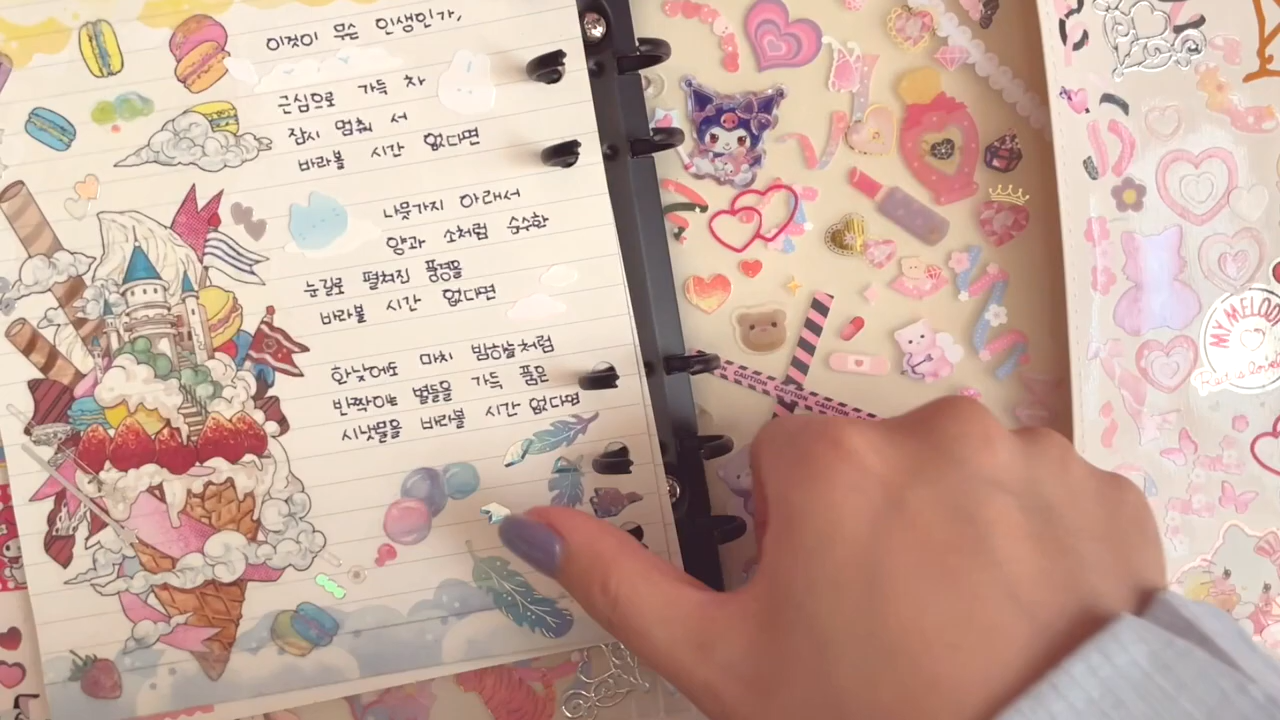 이것이 무슨 인생인가,
근심으로 가득 차
잠시 멈춰 서
바라볼 시간 없다면
나뭇가지 아래서
양과 소처럼 순수한
눈길로 펼쳐진 풍경을
바라볼 시간 없다면
한낮에도 마치 밤하늘처럼
반짝이는 별들을 가득 품은
시냇물을 바라볼 시간 없다면
CAUTION CAUTION CAUTION
MY MELODY